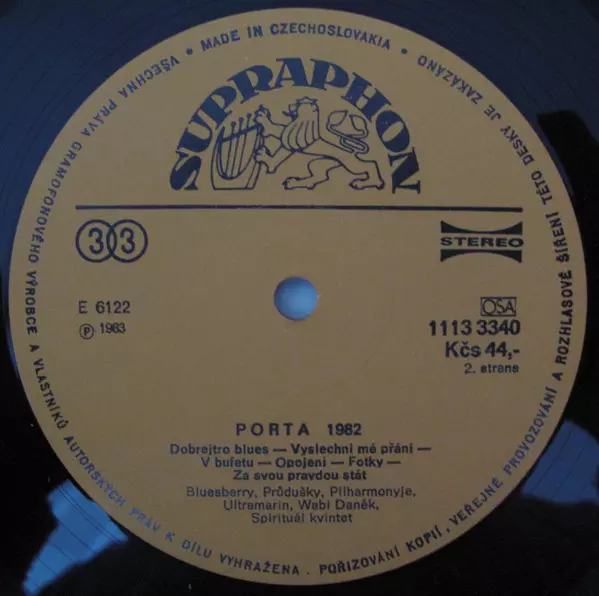 VŠECHNA PRÁVA GRAMOFONOVÉHO VÝROBCE A VLASTNÍKŮ AUTORSKÝCH PRÁV K DÍLU VYHRAŽENA • POŘIZOVÁNÍ KOPIÍ, VEŘEJNÉ PROVOZOVÁNÍ A ROZHLASOVÉ ŠÍŘENÍ TÉTO DESKY JE ZAKÁZÁNO
• MADE IN CZECHOSLOVAKIA •
SUPRAPHON
33
STEREO
E 6122
℗ 1983
OSA
1113 3340
Kčs 44,-
2. strana
PORTA 1982
Dobrejtro blues — Vyslechni mé přání —
V bufetu — Opojení — Fotky —
Za svou pravdou stát
Bluesberry, Průdušky, Pilharmonyje,
Ultramarin, Wabi Daněk,
Spirituál kvintet